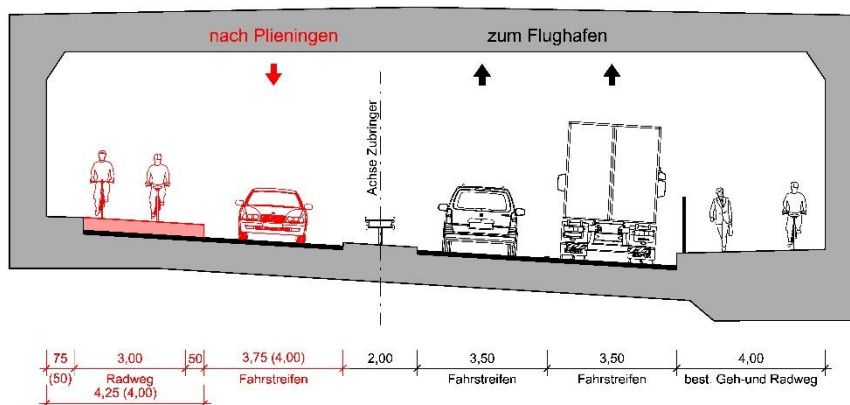 nach Plieningen
zum Flughafen
Achse Zubringer
75
3,00
50
3,75 (4,00)
2,00
3,50
3,50
4,00
(50)
Radweg
Fahrstreifen
Fahrstreifen
Fahrstreifen
best. Geh-und Radweg
4,25 (4,00)